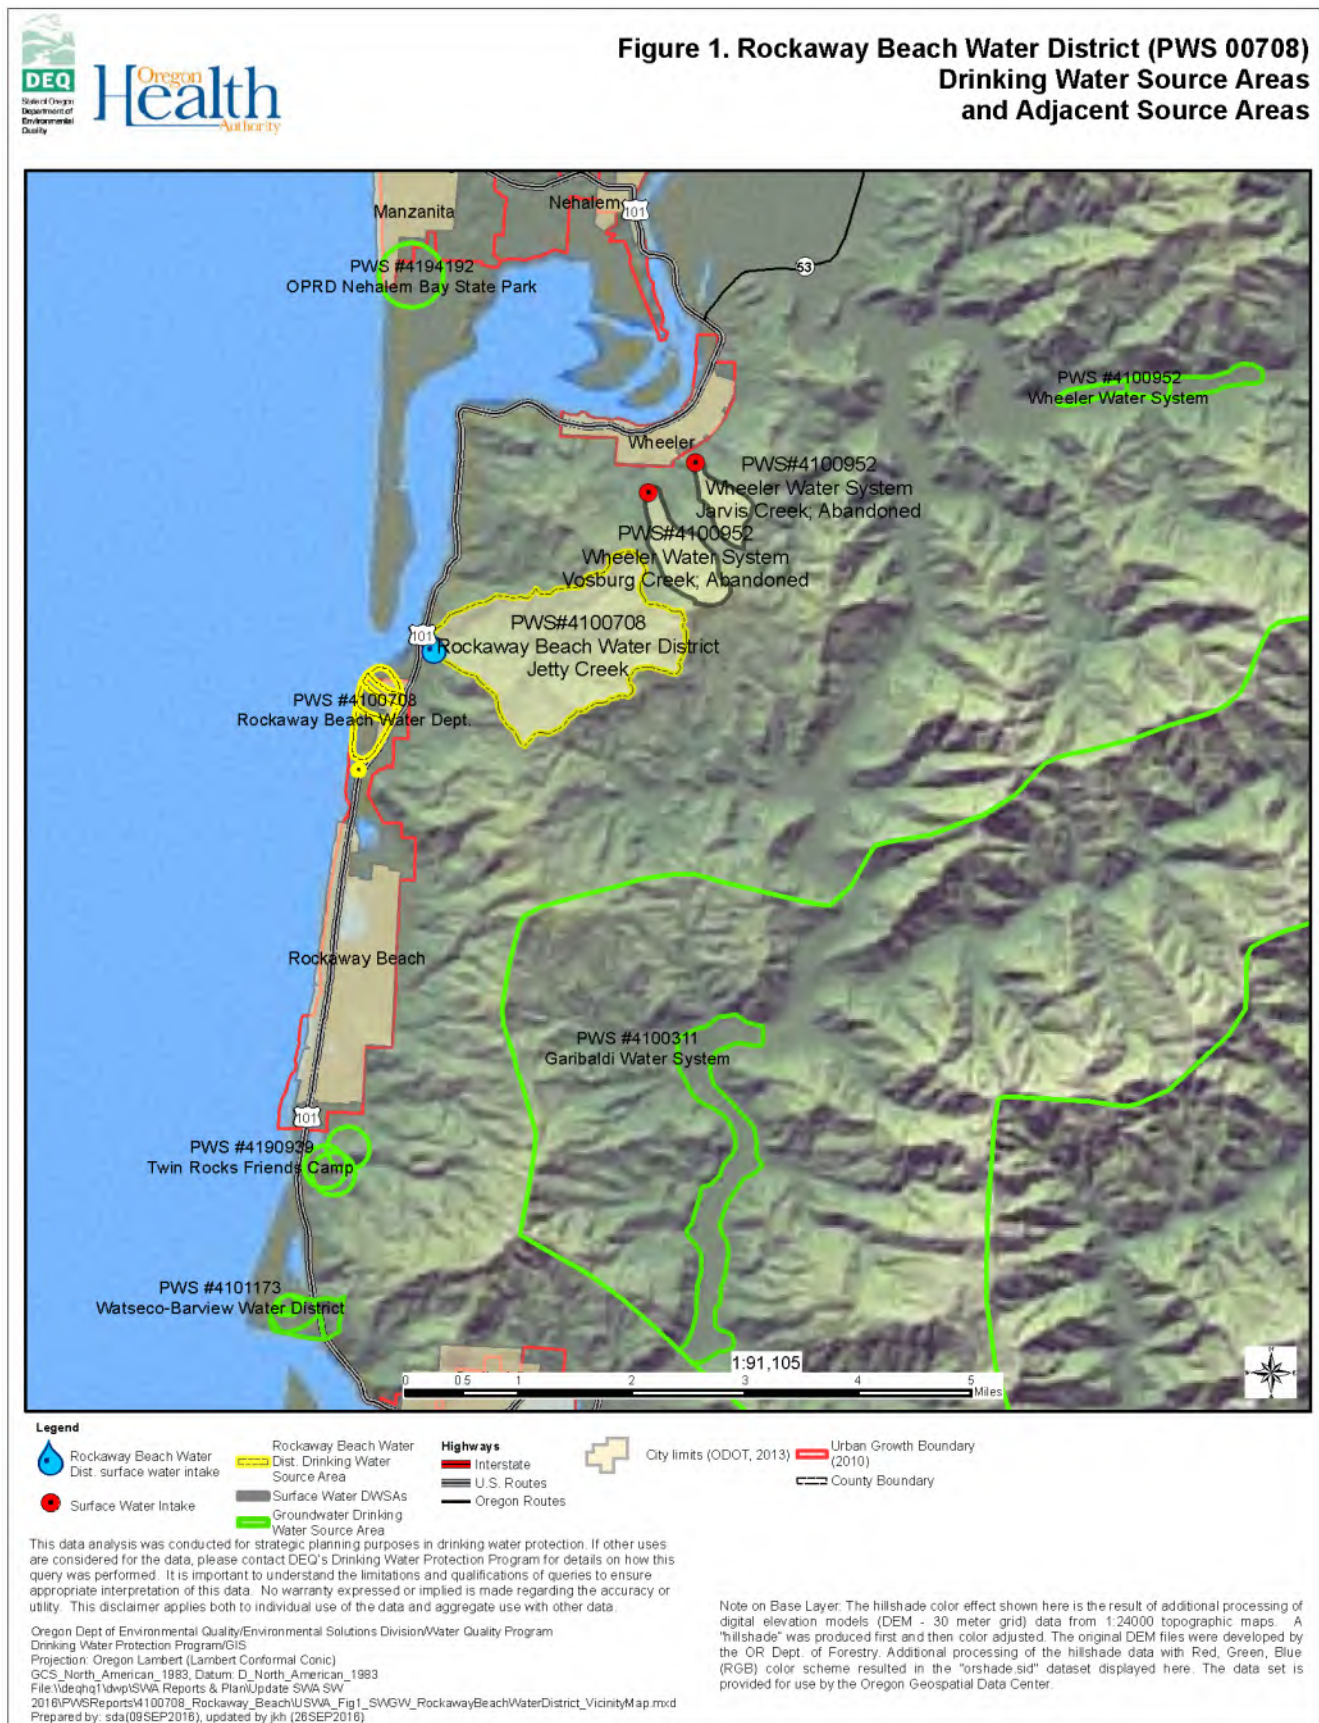 DEQ
State of Oregon
Department of
Environmental
Quality
Oregon
Health
Authority
Figure 1. Rockaway Beach Water District (PWS 00708)
Drinking Water Source Areas
and Adjacent Source Areas
Manzanita
Nehalem
101
PWS #4194192
OPRD Nehalem Bay State Park
53
PWS #4100952
Wheeler Water System
Wheeler
PWS#4100952
Wheeler Water System
Jarvis Creek; Abandoned
PWS#4100952
Wheeler Water System
Vosburg Creek; Abandoned
101
PWS#4100708
Rockaway Beach Water District
Jetty Creek
PWS #4100708
Rockaway Beach Water Dept.
Rockaway Beach
PWS #4100311
Garibaldi Water System
101
PWS #4190939
Twin Rocks Friends Camp
PWS #4101173
Watseco-Barview Water District
1:91,105
0 0.5 1 2 3 4 5
Miles
Legend
Rockaway Beach Water
Dist. surface water intake
Surface Water Intake
Rockaway Beach Water
Dist. Drinking Water
Source Area
Surface Water DWSAs
Groundwater Drinking
Water Source Area
Highways
Interstate
U.S. Routes
Oregon Routes
City limits (ODOT, 2013)
Urban Growth Boundary
(2010)
County Boundary
This data analysis was conducted for strategic planning purposes in drinking water protection. If other uses
are considered for the data, please contact DEQ's Drinking Water Protection Program for details on how this
query was performed. It is important to understand the limitations and qualifications of queries to ensure
appropriate interpretation of this data. No warranty expressed or implied is made regarding the accuracy or
utility. This disclaimer applies both to individual use of the data and aggregate use with other data.
Oregon Dept of Environmental Quality/Environmental Solutions Division/Water Quality Program
Drinking Water Protection Program/GIS
Projection: Oregon Lambert (Lambert Conformal Conic)
GCS_North_American_1983, Datum: D_North_American_1983
File:\\deqhq1\dwp\SWA Reports & Plan\Update SWA SW
2016\PWSReports\4100708_Rockaway_Beach\USWA_Fig1_SWGW_RockawayBeachWaterDistrict_VicinityMap.mxd
Prepared by: sda(09SEP2016), updated by jkh (26SEP2016)
Note on Base Layer: The hillshade color effect shown here is the result of additional processing of
digital elevation models (DEM - 30 meter grid) data from 1:24000 topographic maps. A
"hillshade" was produced first and then color adjusted. The original DEM files were developed by
the OR Dept. of Forestry. Additional processing of the hillshade data with Red, Green, Blue
(RGB) color scheme resulted in the "orshade.sid" dataset displayed here. The data set is
provided for use by the Oregon Geospatial Data Center.